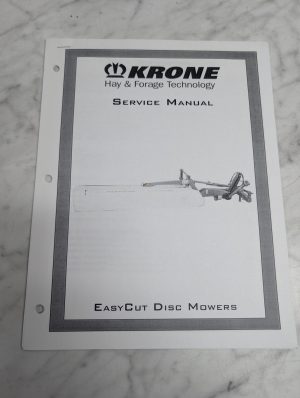 KRONE
Hay & Forage Technology
Service Manual
EasyCut Disc Mowers